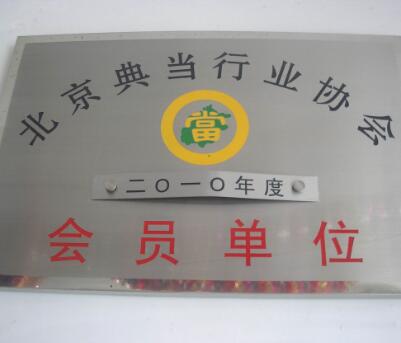 北京典当行业协会
當
二〇一〇年度
会员单位